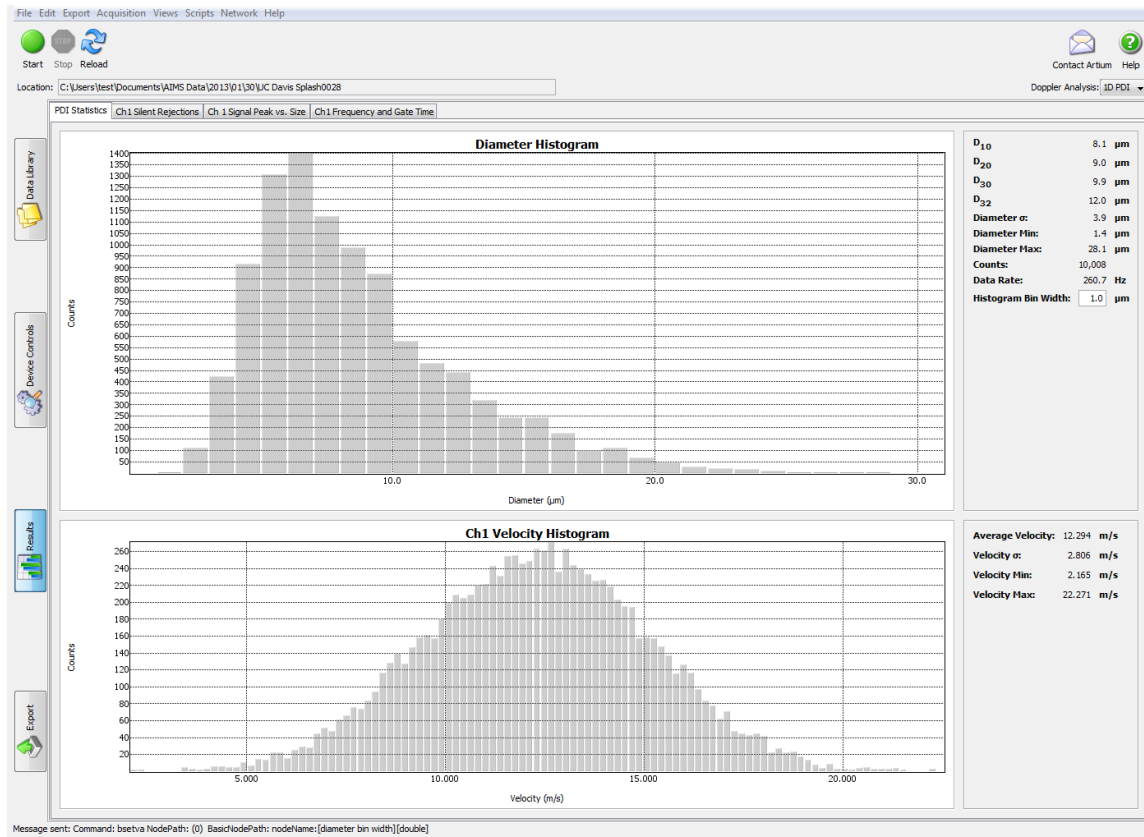 File Edit Export Acquisition Views Scripts Network Help
STOP
Start Stop Reload
Contact Artium Help
Location: C:\Users\test\Documents\AIMS Data\2013\01\30\UC Davis Splash0028
Doppler Analysis: 1D PDI
PDI Statistics Ch1 Silent Rejections Ch 1 Signal Peak vs. Size Ch1 Frequency and Gate Time
Data Library
Device Controls
Results
Export
Diameter Histogram
1400
1350
1300
1250
1200
1150
1100
1050
1000
950
900
850
800
750
700
650
600
550
500
450
400
350
300
250
200
150
100
50
Counts
10.0 20.0 30.0
Diameter (µm)
D10 8.1 µm
D20 9.0 µm
D30 9.9 µm
D32 12.0 µm
Diameter σ: 3.9 µm
Diameter Min: 1.4 µm
Diameter Max: 28.1 µm
Counts: 10,008
Data Rate: 260.7 Hz
Histogram Bin Width: 1.0 µm
Ch1 Velocity Histogram
260
240
220
200
180
160
140
120
100
80
60
40
20
Counts
5.000 10.000 15.000 20.000
Velocity (m/s)
Average Velocity: 12.294 m/s
Velocity σ: 2.806 m/s
Velocity Min: 2.165 m/s
Velocity Max: 22.271 m/s
Message sent: Command: bsetva NodePath: (0) BasicNodePath: nodeName:[diameter bin width][double]